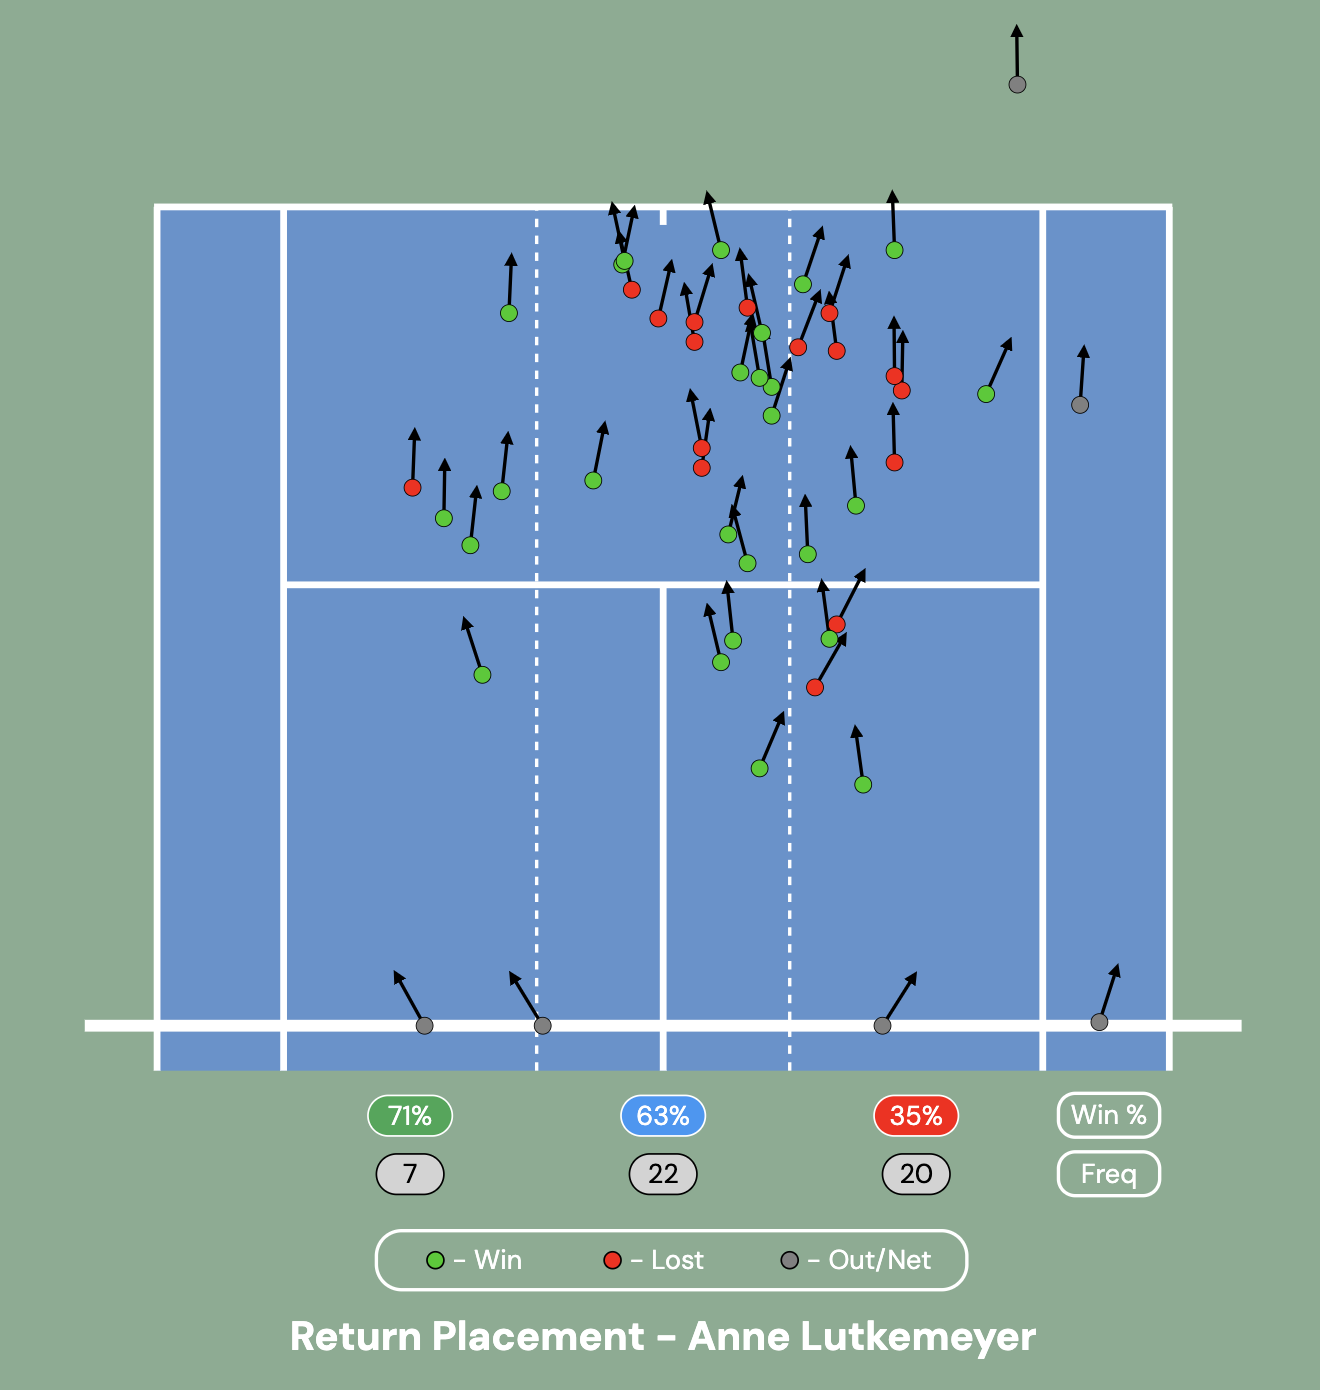 71% 63% 35% Win %
7 22 20 Freq
– Win – Lost – Out/Net
Return Placement – Anne Lutkemeyer